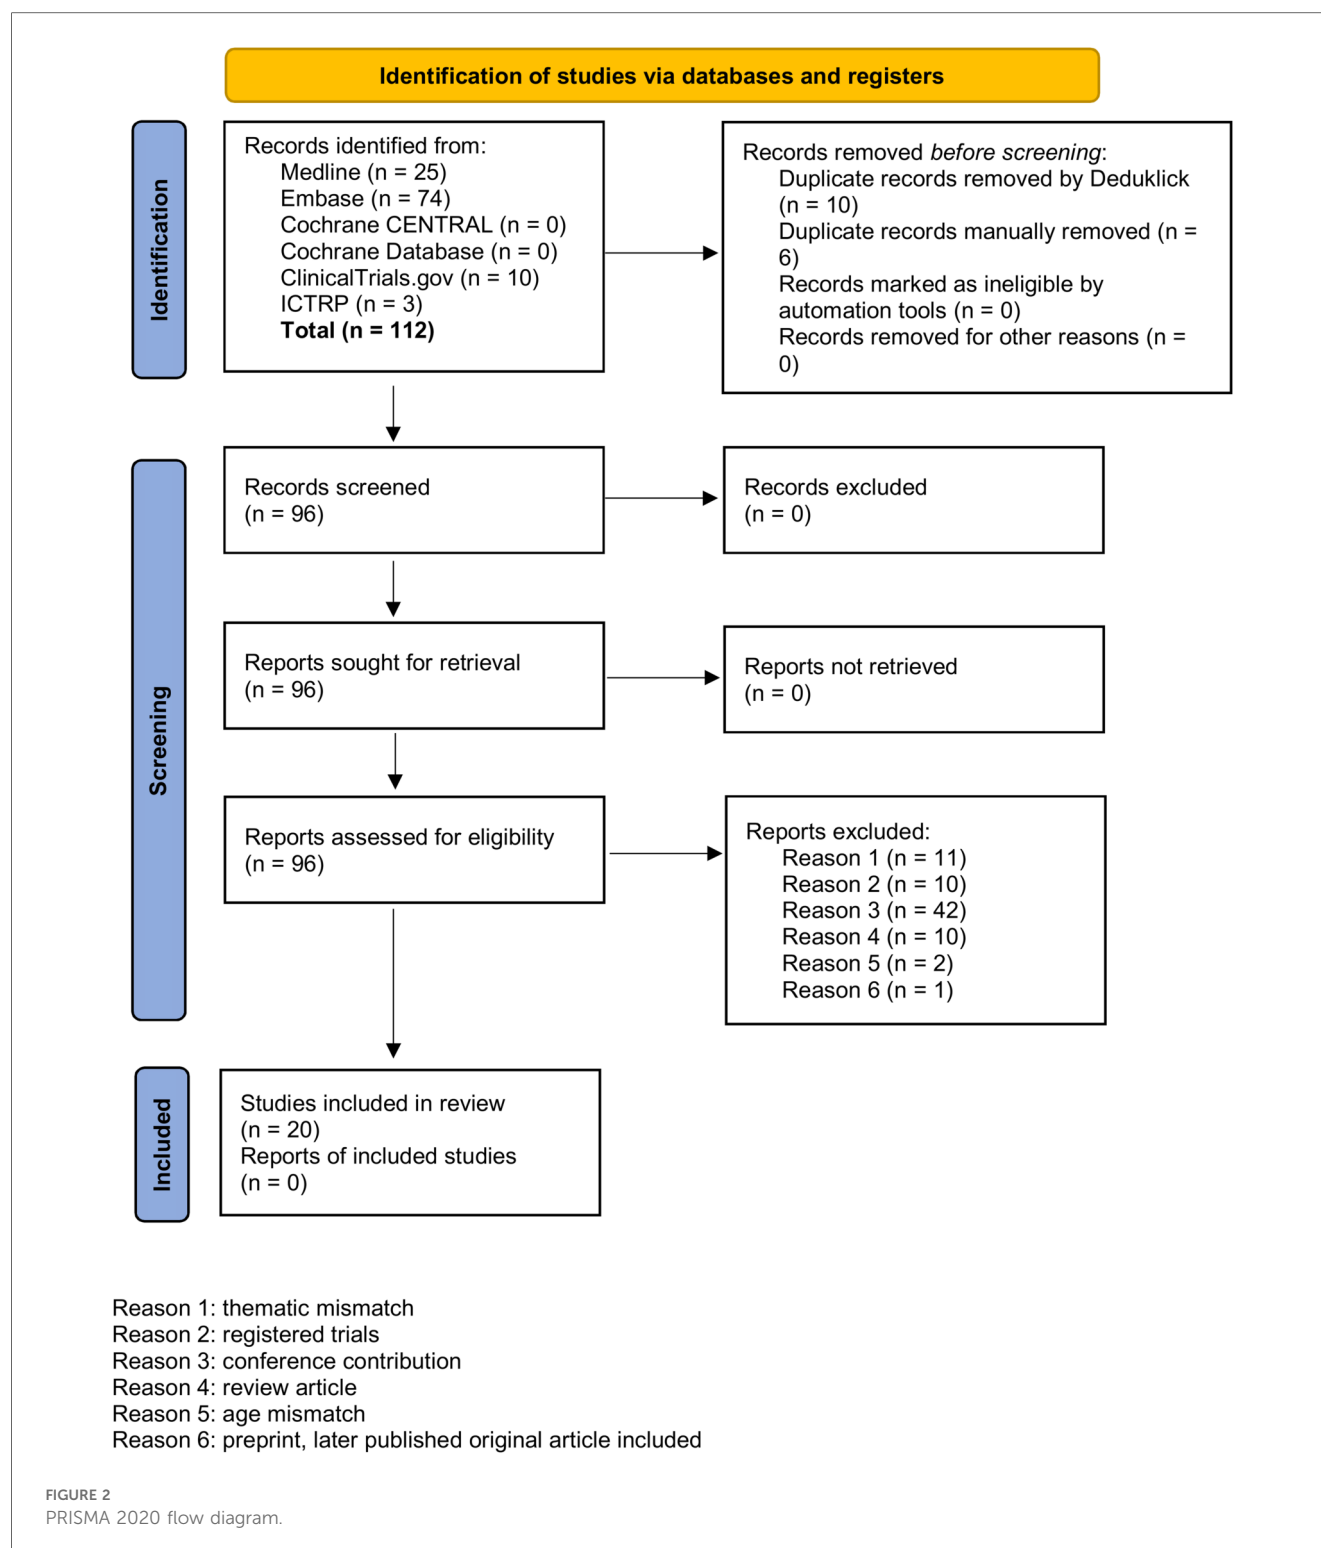 Identification of studies via databases and registers
Identification
Records identified from:
Medline (n = 25)
Embase (n = 74)
Cochrane CENTRAL (n = 0)
Cochrane Database (n = 0)
ClinicalTrials.gov (n = 10)
ICTRP (n = 3)
Total (n = 112)
Records removed before screening:
Duplicate records removed by Deduklick
(n = 10)
Duplicate records manually removed (n =
6)
Records marked as ineligible by
automation tools (n = 0)
Records removed for other reasons (n =
0)
Screening
Records screened
(n = 96)
Records excluded
(n = 0)
Reports sought for retrieval
(n = 96)
Reports not retrieved
(n = 0)
Reports assessed for eligibility
(n = 96)
Reports excluded:
Reason 1 (n = 11)
Reason 2 (n = 10)
Reason 3 (n = 42)
Reason 4 (n = 10)
Reason 5 (n = 2)
Reason 6 (n = 1)
Included
Studies included in review
(n = 20)
Reports of included studies
(n = 0)
Reason 1: thematic mismatch
Reason 2: registered trials
Reason 3: conference contribution
Reason 4: review article
Reason 5: age mismatch
Reason 6: preprint, later published original article included
FIGURE 2
PRISMA 2020 flow diagram.